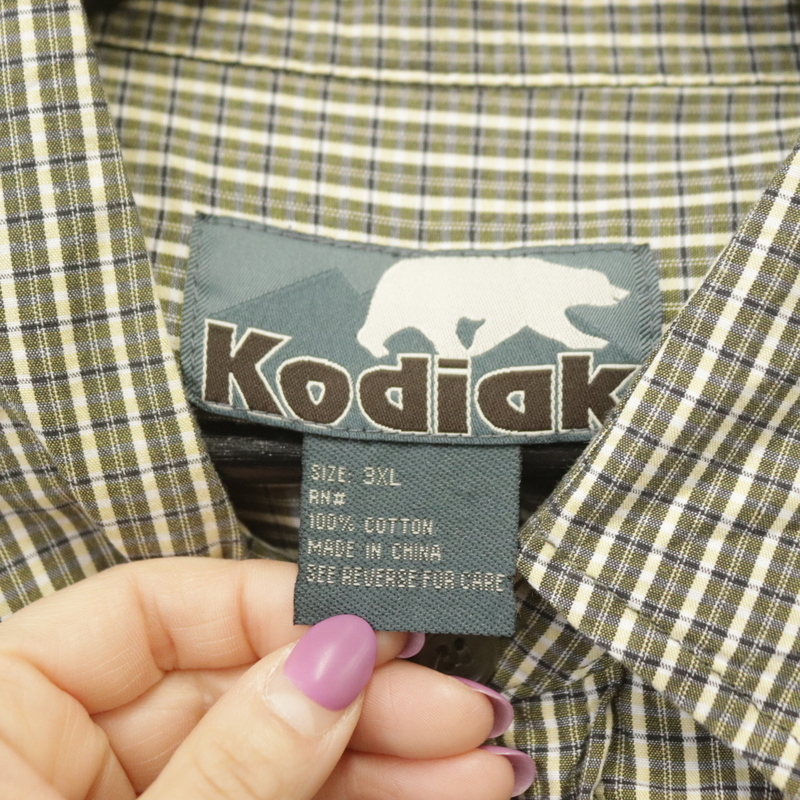 Kodiak
SIZE: 3XL
RN#
100% COTTON
MADE IN CHINA
SEE REVERSE FOR CARE